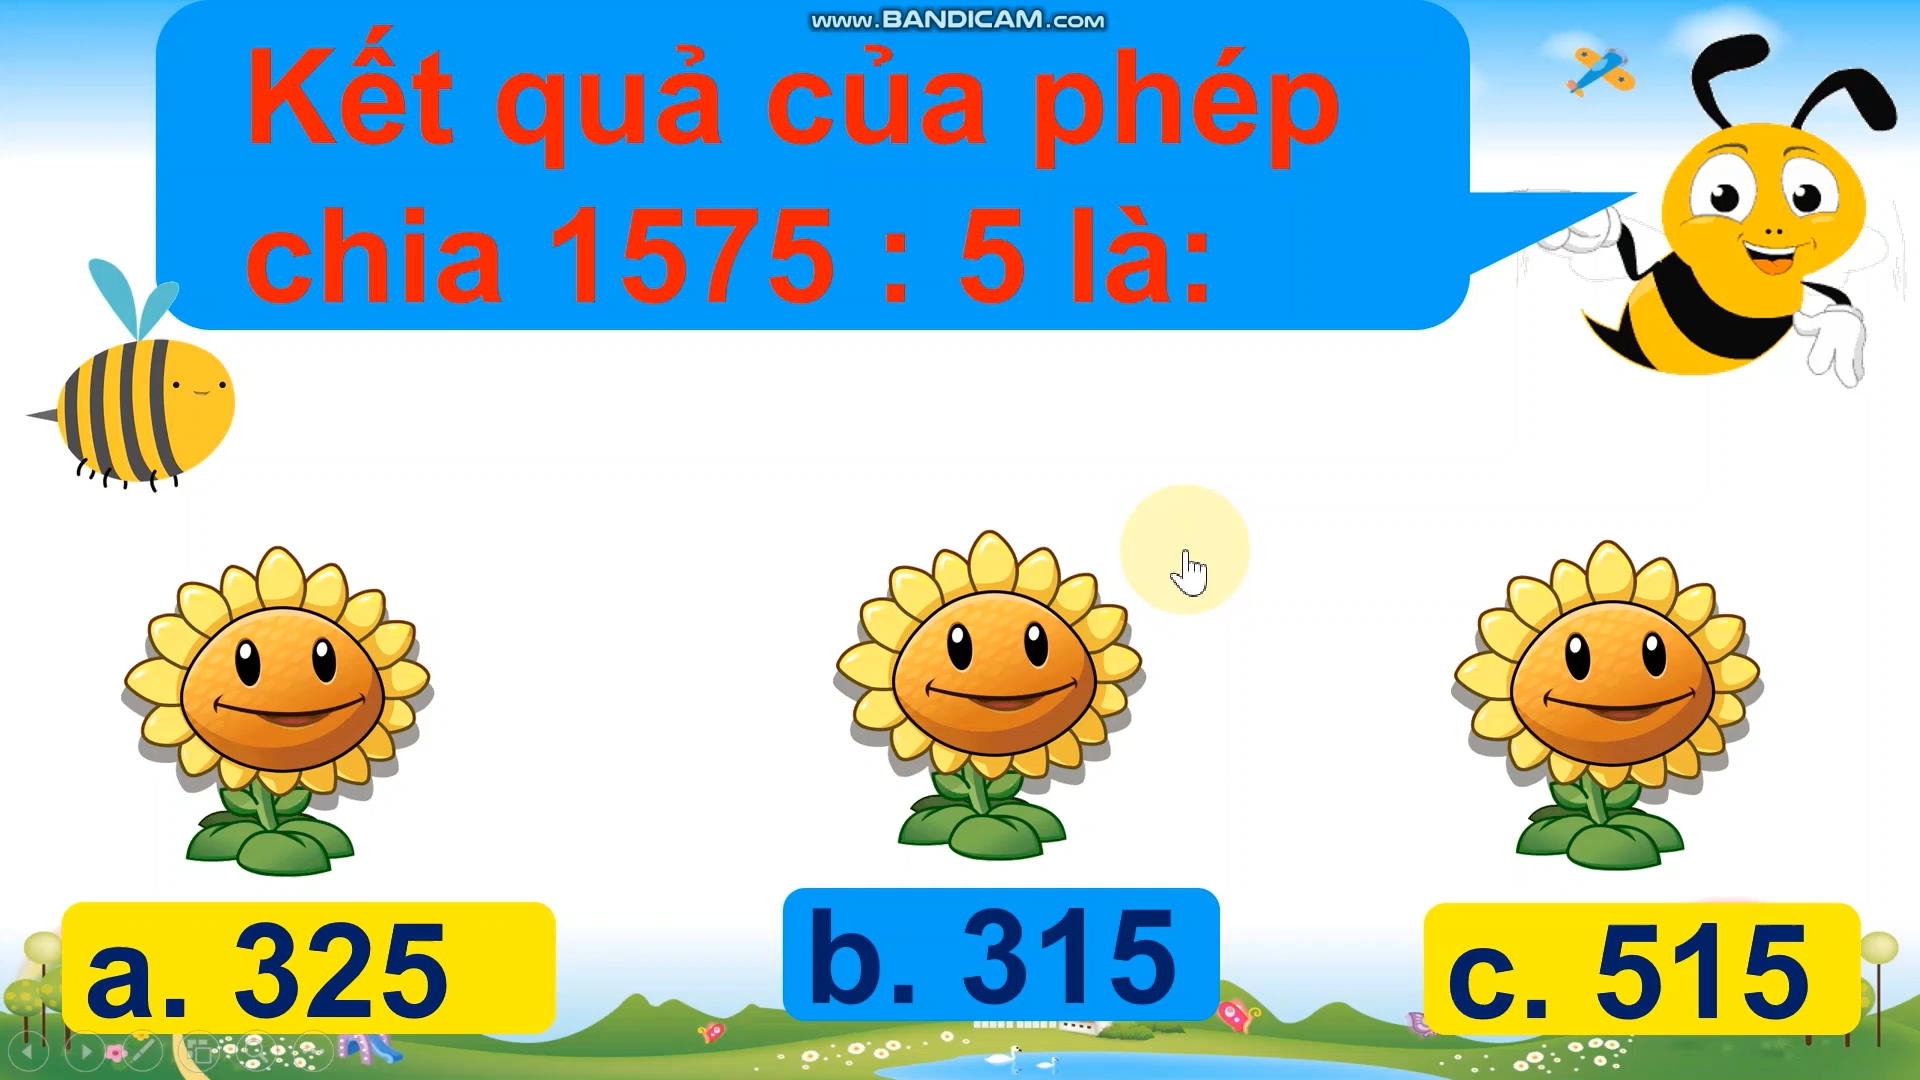 www.BANDICAM.com
Kết quả của phép
chia 1575 : 5 là:
a. 325
b. 315
c. 515